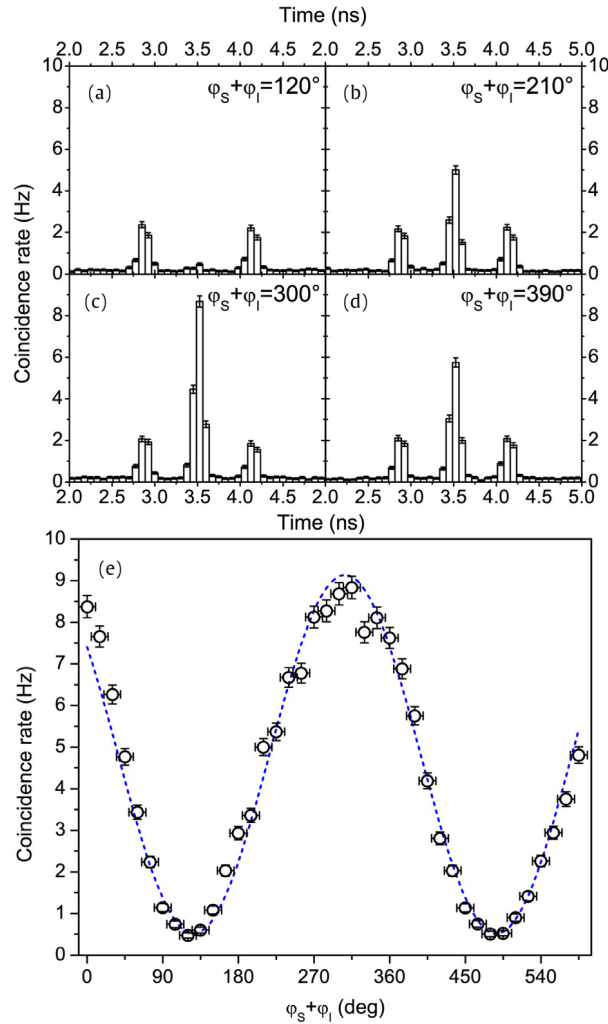 Time (ns)
2.0 2.5 3.0 3.5 4.0 4.5 2.0 2.5 3.0 3.5 4.0 4.5 5.0
10 (a) φS+φI=120° (b) φS+φI=210° 10
8 8
6 6
4 4
2 2
0 0
Coincidence rate (Hz)
(c) φS+φI=300° (d) φS+φI=390°
8 8
6 6
4 4
2 2
0 0
2.0 2.5 3.0 3.5 4.0 4.5 2.0 2.5 3.0 3.5 4.0 4.5 5.0
Time (ns)
10 (e)
9
8
7
6
5
4
3
2
1
0
Coincidence rate (Hz)
0 90 180 270 360 450 540
φS+φI (deg)